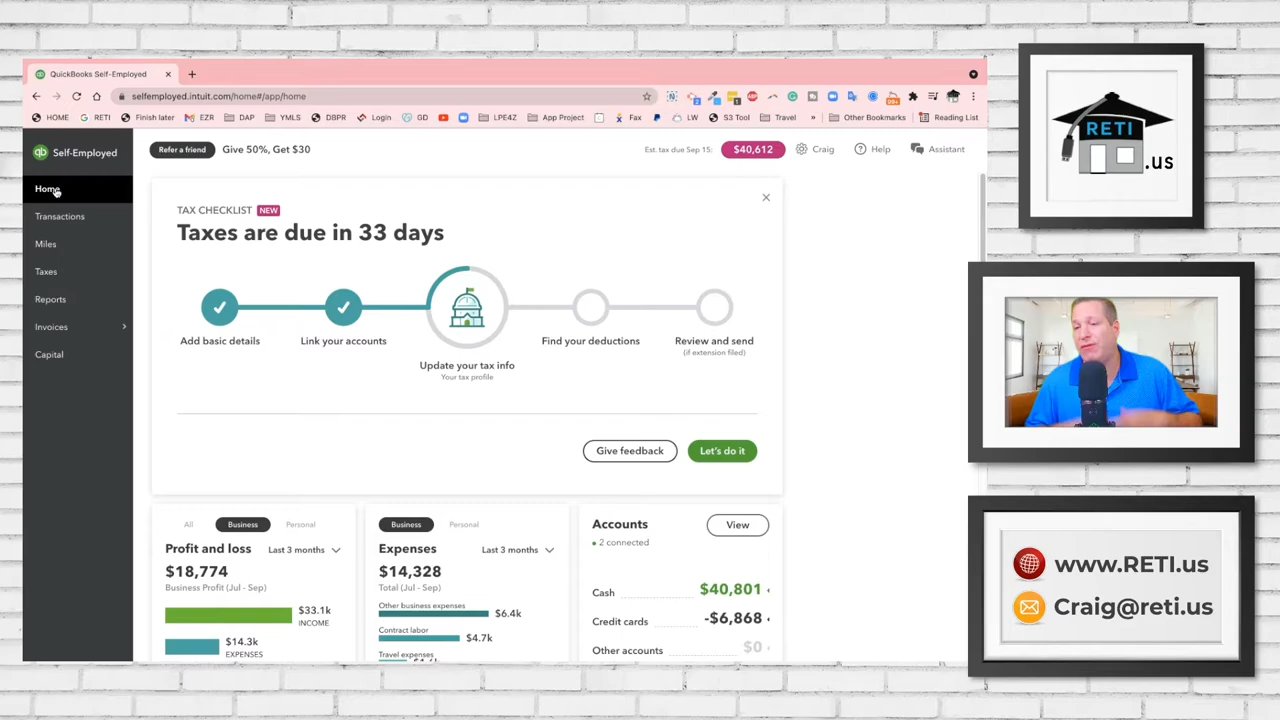 QuickBooks Self-Employed
selfemployed.intuit.com/home#/app/home
HOME
RETI
Finish later
EZR
DAP
YMLS
DBPR
Login
GD
LPE4Z
App Project
Fax
LW
S3 Tool
Travel
»
Other Bookmarks
Reading List
qb Self-Employed
Refer a friend
Give 50%, Get $30
Est. tax due Sep 15:
$40,612
Craig
Help
Assistant
Home
Transactions
Miles
Taxes
Reports
Invoices
Capital
TAX CHECKLIST NEW
Taxes are due in 33 days
Add basic details
Link your accounts
Update your tax info
Your tax profile
Find your deductions
Review and send
(if extension filed)
Give feedback
Let's do it
All
Business
Personal
Profit and loss
Last 3 months
$18,774
Business Profit (Jul - Sep)
$33.1k
INCOME
$14.3k
EXPENSES
Business
Personal
Expenses
Last 3 months
$14,328
Total (Jul - Sep)
Other business expenses
$6.4k
Contract labor
$4.7k
Travel expenses
Accounts
View
2 connected
Cash
$40,801
Credit cards
-$6,868
Other accounts
$0
RETI
.us
www.RETI.us
Craig@reti.us